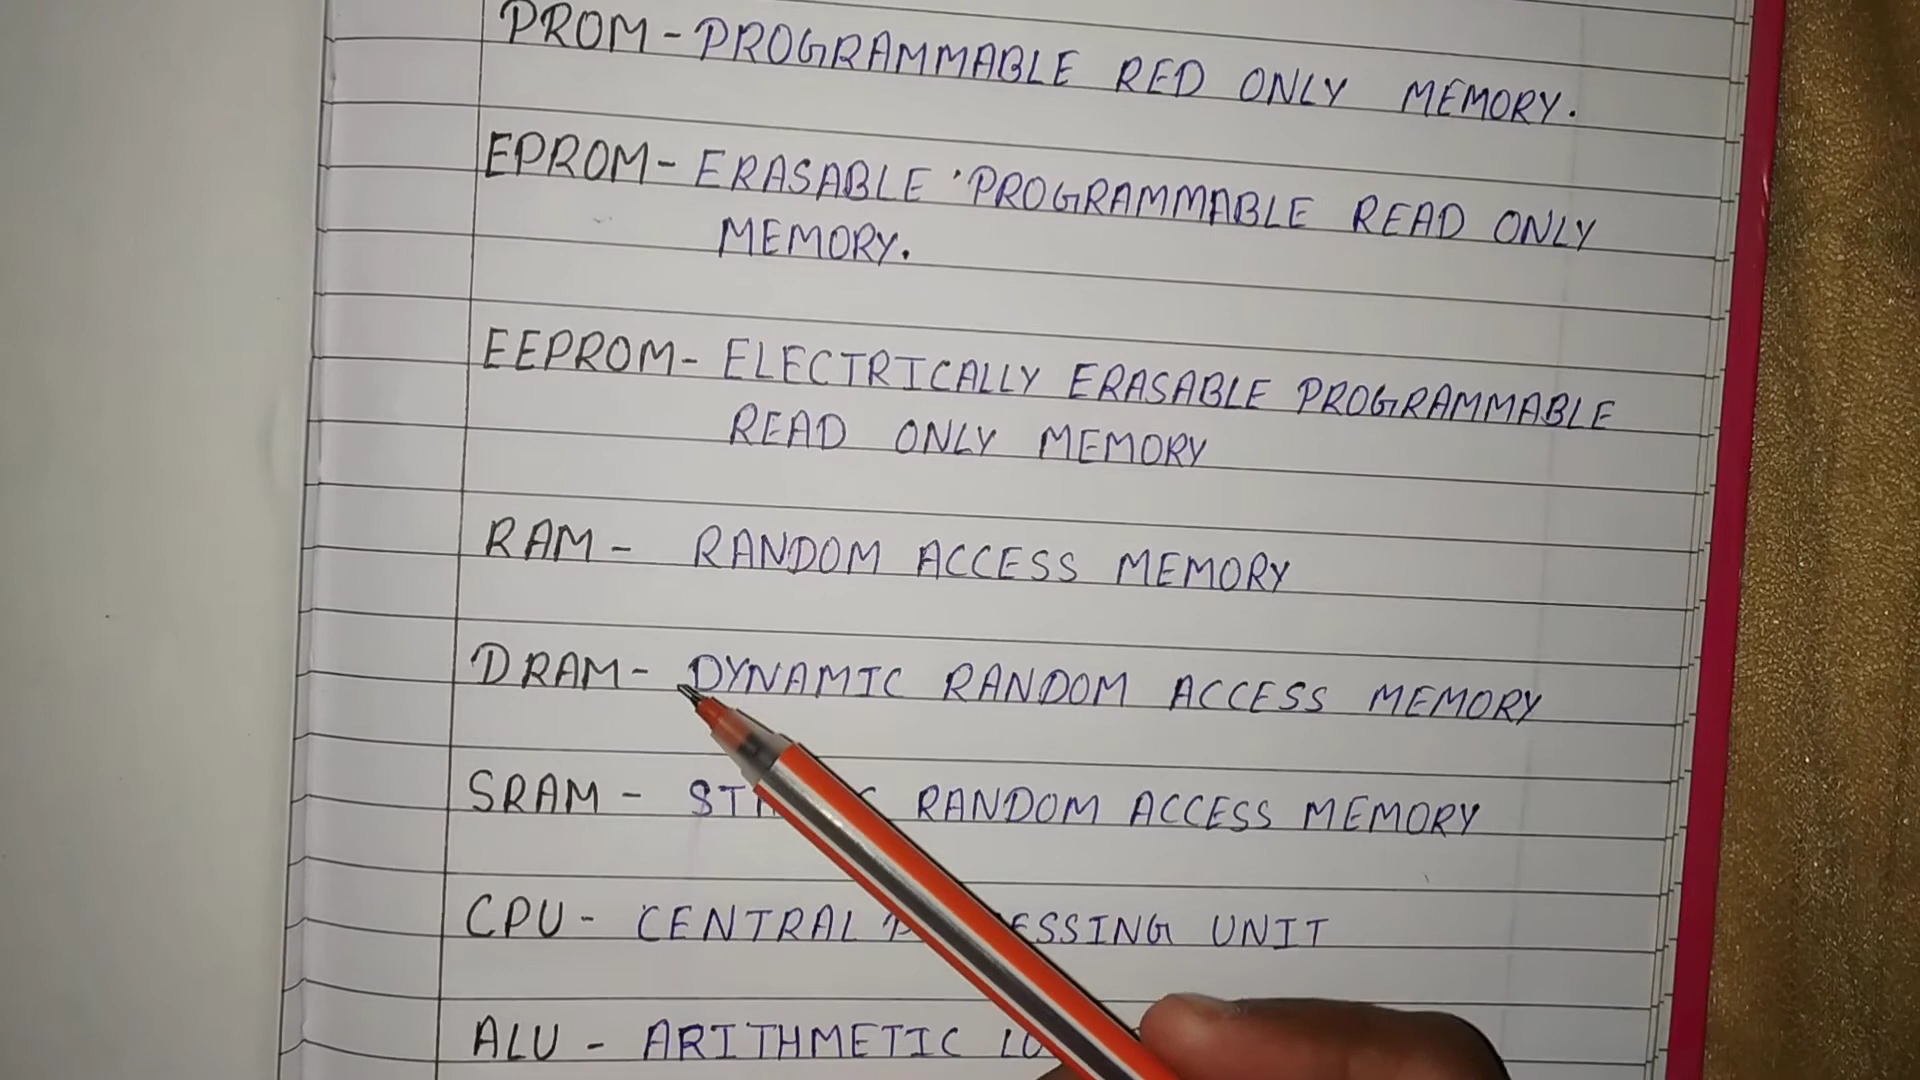 PROM - PROGRAMMABLE RED ONLY MEMORY.
EPROM - ERASABLE PROGRAMMABLE READ ONLY
MEMORY.
EEPROM - ELECTRICALLY ERASABLE PROGRAMMABLE
READ ONLY MEMORY
RAM - RANDOM ACCESS MEMORY
DRAM - DYNAMIC RANDOM ACCESS MEMORY
SRAM - RANDOM ACCESS MEMORY
CPU - CENTRAL UNIT
ALU - ARITHMETIC